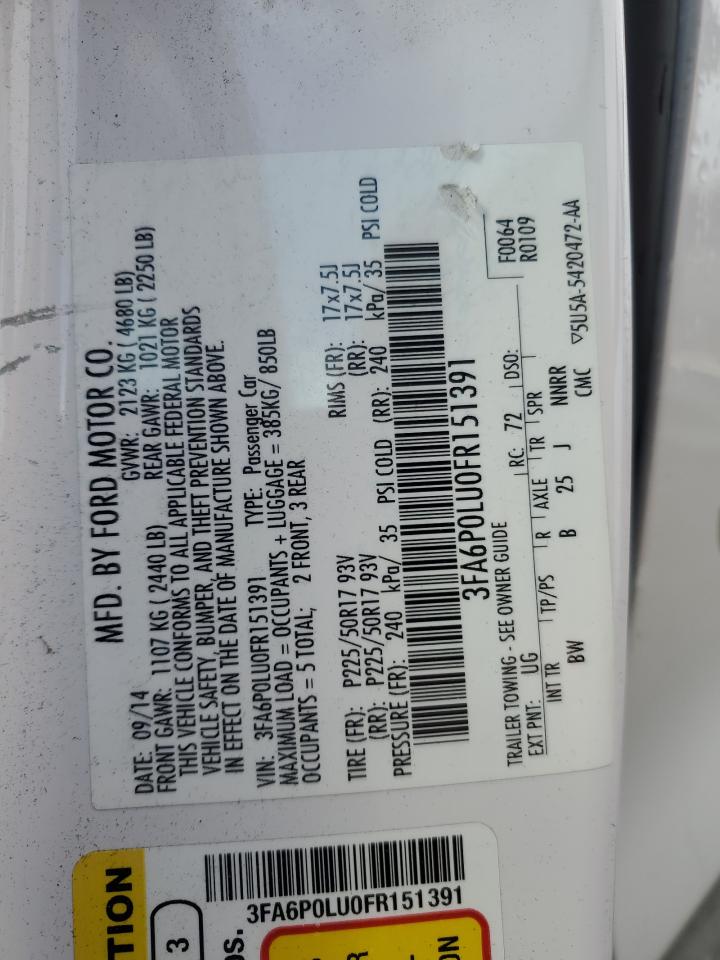 MFD. BY FORD MOTOR CO.
DATE: 09/14 GVWR: 2123 KG ( 4680 LB)
FRONT GAWR: 1107 KG ( 2440 LB) REAR GAWR: 1021 KG ( 2250 LB)
THIS VEHICLE CONFORMS TO ALL APPLICABLE FEDERAL MOTOR
VEHICLE SAFETY, BUMPER, AND THEFT PREVENTION STANDARDS
IN EFFECT ON THE DATE OF MANUFACTURE SHOWN ABOVE.
VIN: 3FA6P0LU0FR151391 TYPE: Passenger Car
MAXIMUM LOAD = OCCUPANTS + LUGGAGE = 385KG/ 850LB
OCCUPANTS = 5 TOTAL; 2 FRONT, 3 REAR
TIRE (FR): P225/50R17 93V RIMS (FR): 17x7.5J
(RR): P225/50R17 93V (RR): 17x7.5J
PRESSURE (FR): 240 kPa/ 35 PSI COLD (RR): 240 kPa/ 35 PSI COLD
3FA6P0LU0FR151391
F0064
R0109
TRAILER TOWING - SEE OWNER GUIDE
EXT PNT: UG RC: 72 DSO:
INT TR TP/PS R AXLE TR SPR
BW B 25 J NNRR
CMC
▽5U5A-5420472-AA
TION
3
3FA6P0LU0FR151391